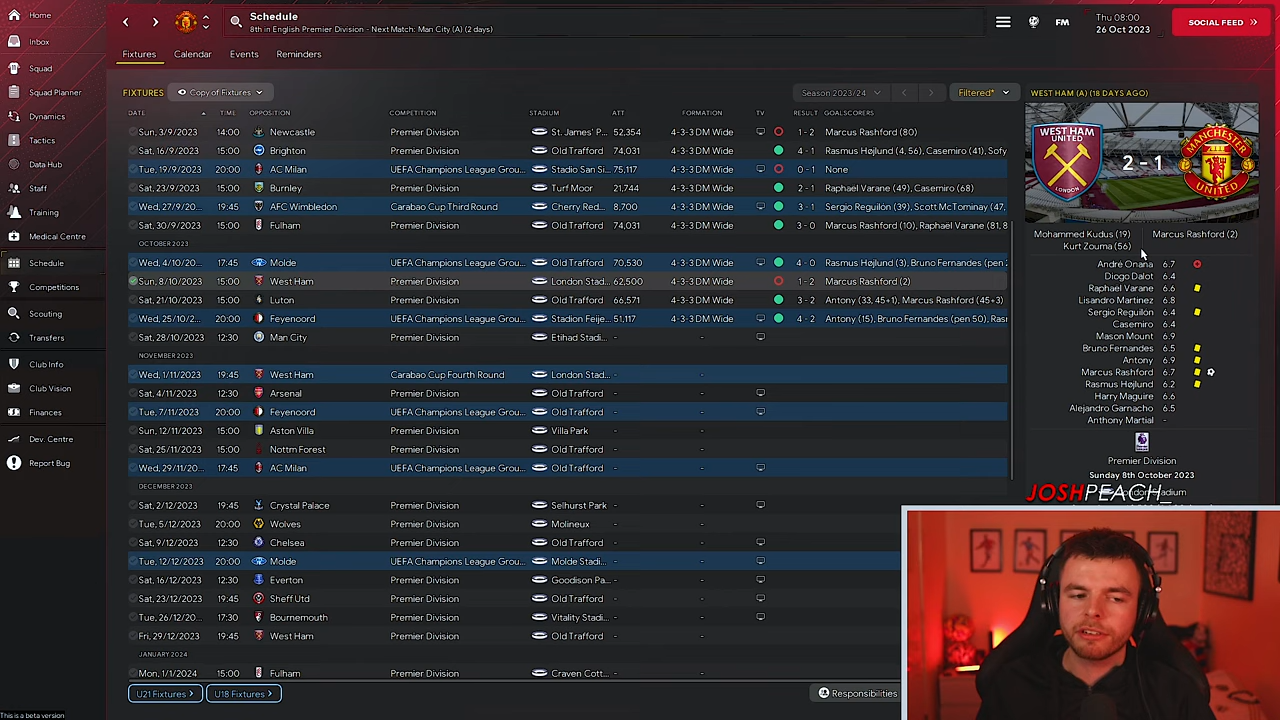 Home
Inbox
Squad
Squad Planner
Dynamics
Tactics
Data Hub
Staff
Training
Medical Centre
Schedule
Competitions
Scouting
Transfers
Club Info
Club Vision
Finances
Dev. Centre
Report Bug
This is a beta version
Schedule
8th in English Premier Division - Next Match: Man City (A) (2 days)
FM
Thu 08:00
26 Oct 2023
SOCIAL FEED
Fixtures Calendar Events Reminders
FIXTURES Copy of Fixtures Season 2023/24 Filtered*
DATE TIME OPPOSITION COMPETITION STADIUM ATT FORMATION TV RESULT GOALSCORERS
Sun, 3/9/2023 14:00 Newcastle Premier Division St. James' P... 52,354 4-3-3 DM Wide 1-2 Marcus Rashford (80)
Sat, 16/9/2023 15:00 Brighton Premier Division Old Trafford 74,031 4-3-3 DM Wide 4-1 Rasmus Højlund (4, 56), Casemiro (41), Sofy
Tue, 19/9/2023 20:00 AC Milan UEFA Champions League Grou... Stadio San Si... 75,117 4-3-3 DM Wide 0-1 None
Sat, 23/9/2023 15:00 Burnley Premier Division Turf Moor 21,744 4-3-3 DM Wide 2-1 Raphaël Varane (49), Casemiro (68)
Wed, 27/9/20... 19:45 AFC Wimbledon Carabao Cup Third Round Cherry Red... 8,700 4-3-3 DM Wide 3-1 Sergio Reguilón (39), Scott McTominay (47,
Sat, 30/9/2023 15:00 Fulham Premier Division Old Trafford 74,031 4-3-3 DM Wide 3-0 Marcus Rashford (10), Raphaël Varane (81, 8
OCTOBER 2023
Wed, 4/10/20... 17:45 Molde UEFA Champions League Grou... Old Trafford 70,530 4-3-3 DM Wide 4-0 Rasmus Højlund (3), Bruno Fernandes (pen
Sun, 8/10/2023 15:00 West Ham Premier Division London Stad... 62,500 4-3-3 DM Wide 1-2 Marcus Rashford (2)
Sat, 21/10/2023 15:00 Luton Premier Division Old Trafford 66,571 4-3-3 DM Wide 3-2 Antony (33, 45+1), Marcus Rashford (45+3)
Wed, 25/10/2... 20:00 Feyenoord UEFA Champions League Grou... Stadion Feije... 51,117 4-3-3 DM Wide 4-2 Antony (15), Bruno Fernandes (pen 50), Ras
Sat, 28/10/2023 12:30 Man City Premier Division Etihad Stadi... - -
NOVEMBER 2023
Wed, 1/11/2023 19:45 West Ham Carabao Cup Fourth Round London Stad... - -
Sat, 4/11/2023 12:30 Arsenal Premier Division Old Trafford - -
Tue, 7/11/2023 20:00 Feyenoord UEFA Champions League Grou... Old Trafford - -
Sun, 12/11/2023 15:00 Aston Villa Premier Division Villa Park - -
Sat, 25/11/2023 15:00 Nottm Forest Premier Division Old Trafford - -
Wed, 29/11/20... 17:45 AC Milan UEFA Champions League Grou... Old Trafford - -
DECEMBER 2023
Sat, 2/12/2023 19:45 Crystal Palace Premier Division Selhurst Park - -
Tue, 5/12/2023 20:00 Wolves Premier Division Molineux - -
Sat, 9/12/2023 12:30 Chelsea Premier Division Old Trafford - -
Tue, 12/12/2023 20:00 Molde UEFA Champions League Grou... Molde Stadi... - -
Sat, 16/12/2023 12:30 Everton Premier Division Goodison Pa... - -
Sat, 23/12/2023 12:30 Sheff Utd Premier Division Old Trafford - -
Tue, 26/12/20... 17:30 Bournemouth Premier Division Vitality Stadi... - -
Fri, 29/12/2023 19:45 West Ham Premier Division Old Trafford - -
JANUARY 2024
Mon, 1/1/2024 15:00 Fulham Premier Division Craven Cott... - -
U21 Fixtures U18 Fixtures Responsibilities
WEST HAM (A) (18 DAYS AGO)
WEST HAM UNITED LONDON 2 - 1 MANCHESTER UNITED
Mohammed Kudus (19) Marcus Rashford (2)
Kurt Zouma (56)
André Onana 6.7
Diogo Dalot 6.4
Raphaël Varane 6.6
Lisandro Martínez 6.8
Sergio Reguilón 6.4
Casemiro 6.4
Mason Mount 6.9
Bruno Fernandes 6.5
Antony 6.9
Marcus Rashford 6.7
Rasmus Højlund 6.2
Harry Maguire 6.6
Alejandro Garnacho 6.5
Anthony Martial -
Premier Division
Sunday 8th October 2023
London Stadium
JOSHPEACH_